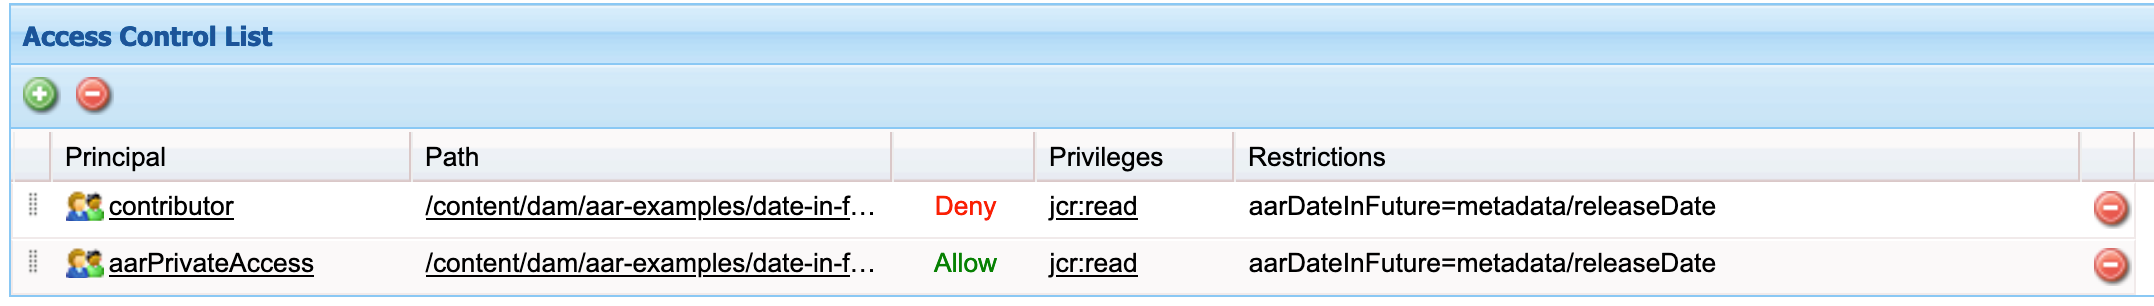 Access Control List
Principal Path Privileges Restrictions
contributor /content/dam/aar-examples/date-in-f... Deny jcr:read aarDateInFuture=metadata/releaseDate
aarPrivateAccess /content/dam/aar-examples/date-in-f... Allow jcr:read aarDateInFuture=metadata/releaseDate